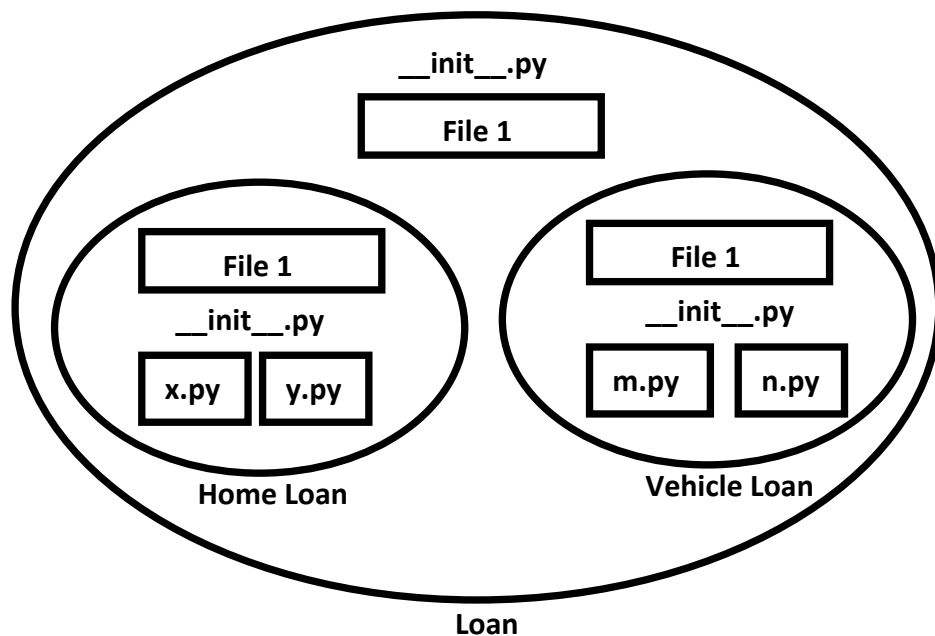 __init__.py
File 1
File 1
__init__.py
x.py
y.py
Home Loan
File 1
__init__.py
m.py
n.py
Vehicle Loan
Loan